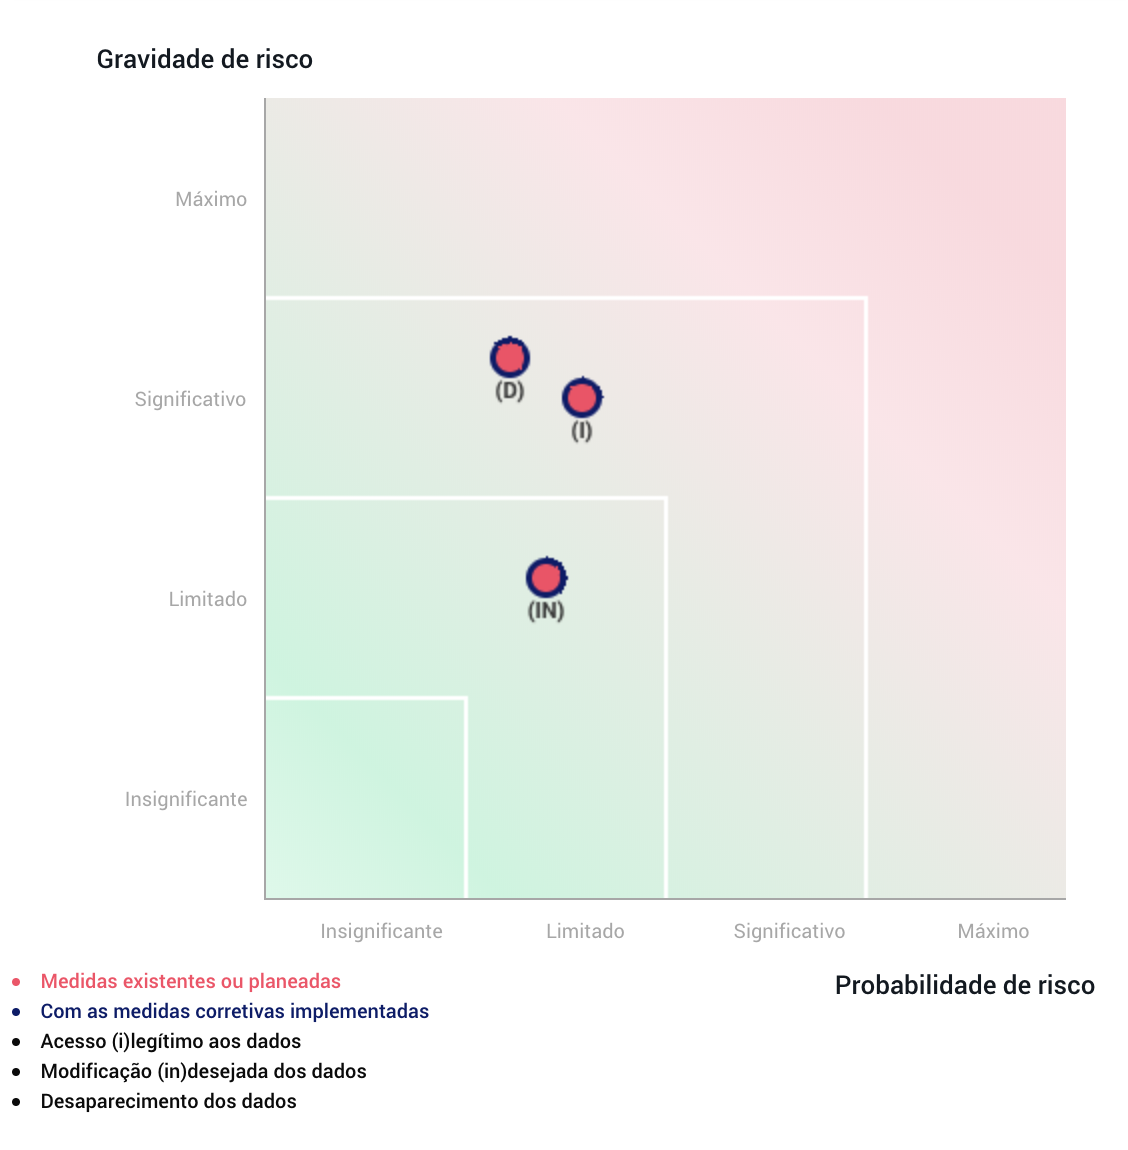 Gravidade de risco
Máximo
Significativo
(D)
(I)
Limitado
(IN)
Insignificante
Insignificante
Limitado
Significativo
Máximo
Probabilidade de risco
Medidas existentes ou planeadas
Com as medidas corretivas implementadas
Acesso (i)legítimo aos dados
Modificação (in)desejada dos dados
Desaparecimento dos dados